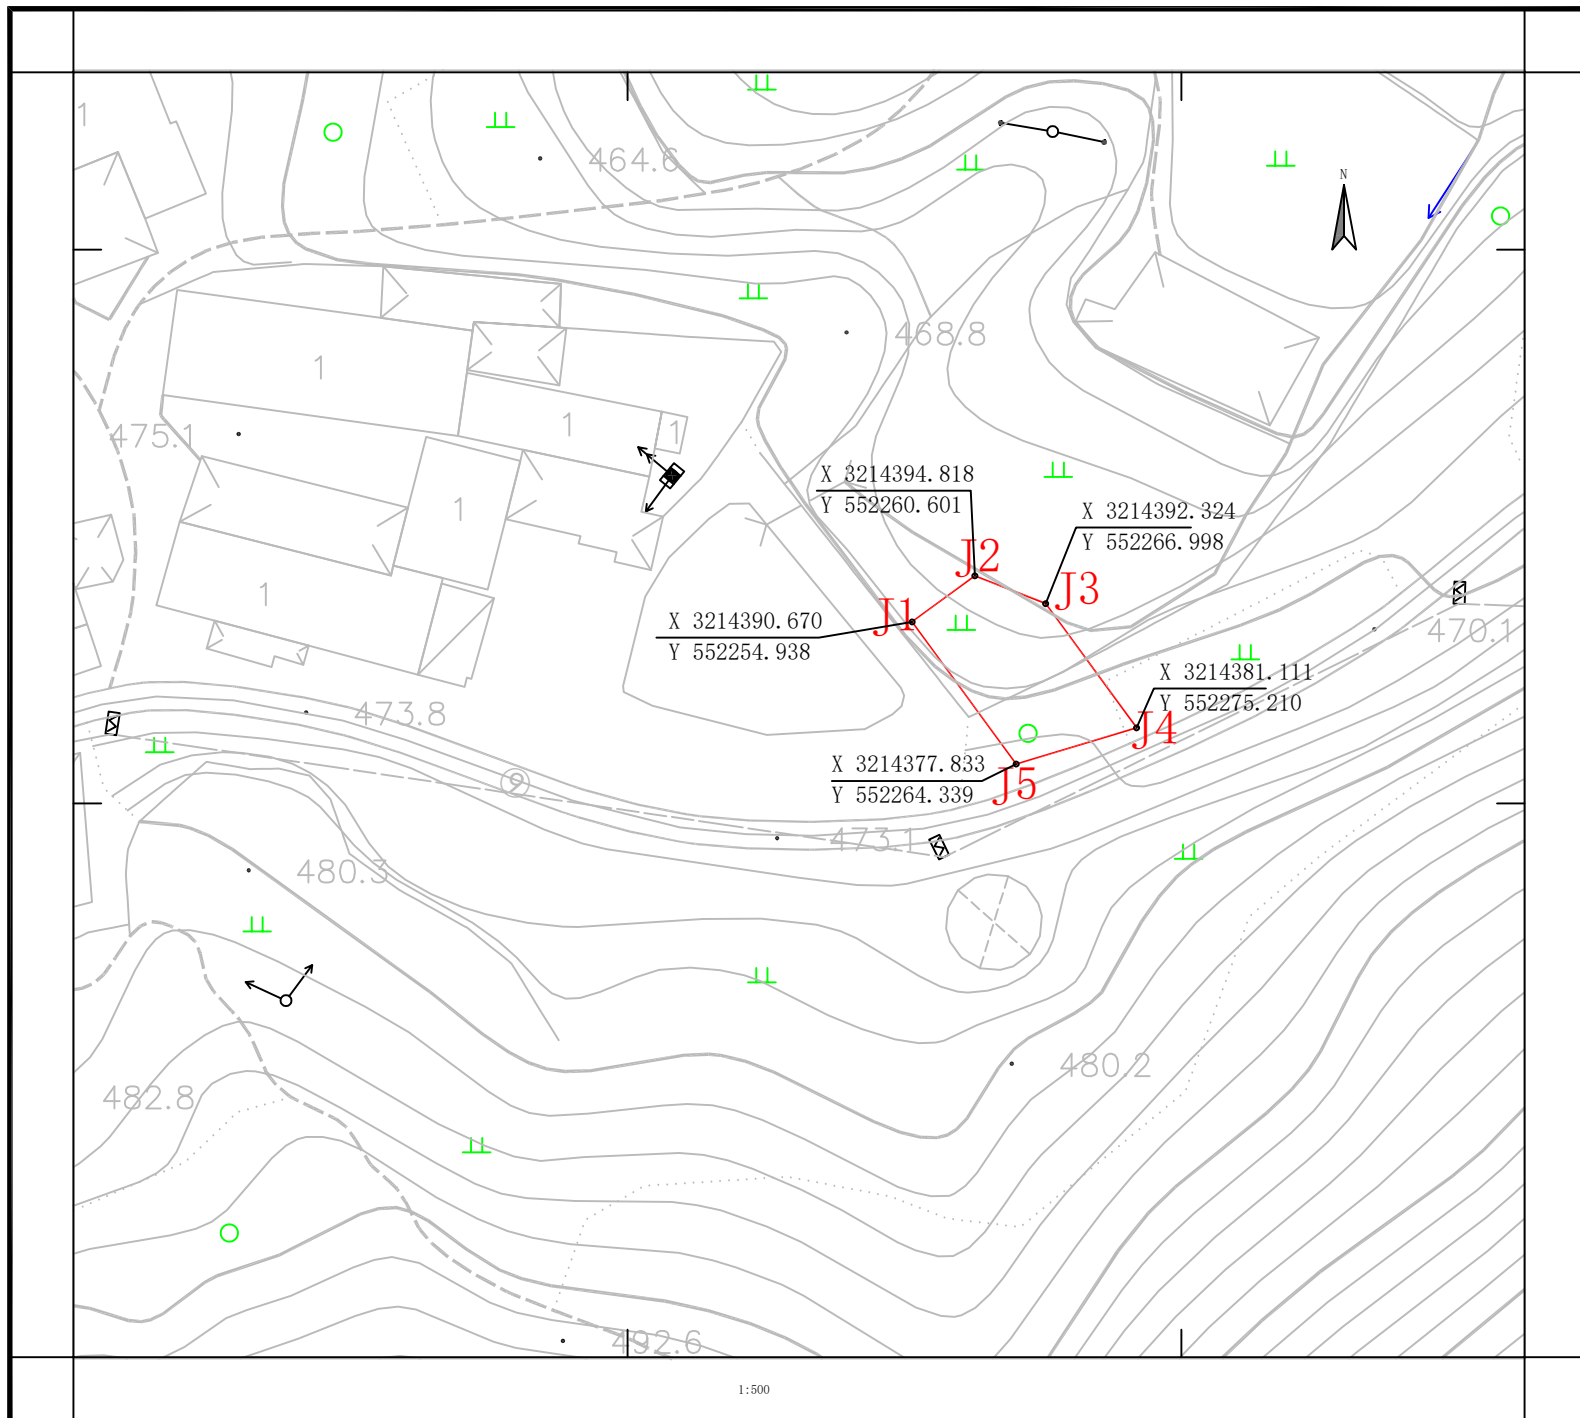 1
464.6
N
468.8
1
475.1
1
1
X 3214394.818
Y 552260.601
1
X 3214392.324
Y 552266.998
J2
J3
1
J1
X 3214390.670
Y 552254.938
470.1
X 3214381.111
Y 552275.210
473.8
J4
X 3214377.833
Y 552264.339
J5
9
473.1
480.3
480.2
482.8
492.6
1:500